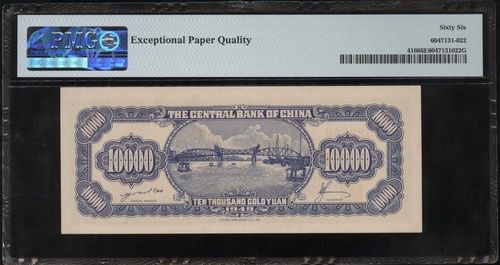 PMG
Exceptional Paper Quality
Sixty Six
6047131-022
41666E6047131022G
10000
10000
THE CENTRAL BANK OF CHINA
10000
10000
TEN THOUSAND GOLD YUAN
1949
10000
10000